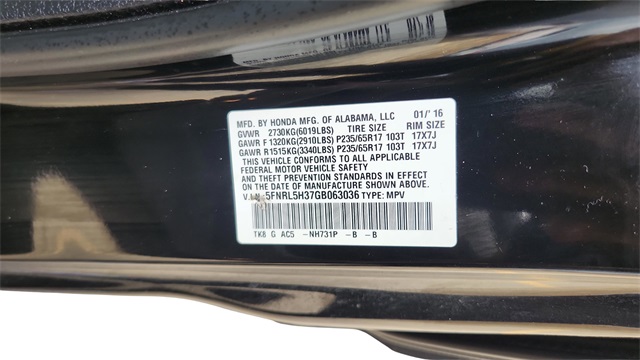 MFD. BY HONDA MFG. OF ALABAMA, LLC 01/'16
GVWR 2730KG(6019LBS) TIRE SIZE RIM SIZE
GAWR F 1320KG(2910LBS) P235/65R17 103T 17X7J
GAWR R1515KG(3340LBS) P235/65R17 103T 17X7J
THIS VEHICLE CONFORMS TO ALL APPLICABLE
FEDERAL MOTOR VEHICLE SAFETY
AND THEFT PREVENTION STANDARDS IN EFFECT ON
THE DATE OF MANUFACTURE SHOWN ABOVE.
V.I.N. 5FNRL5H37GB063036 TYPE: MPV
TK8 G AC5 -NH731P -B -B